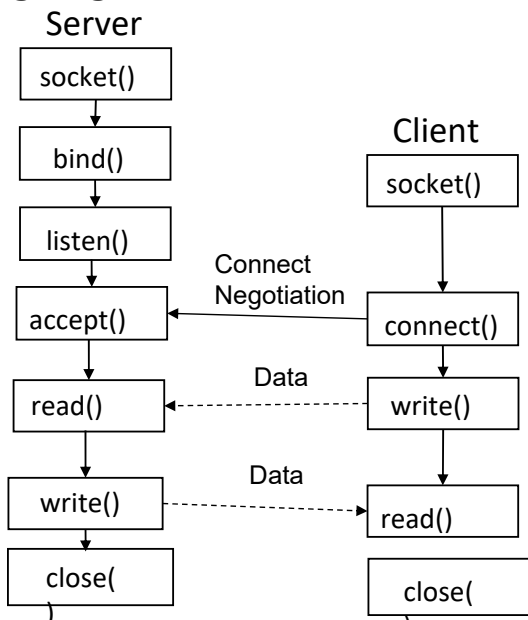 Server
socket()
bind()
listen()
accept()
read()
write()
close(
)
Connect
Negotiation
Data
Data
Client
socket()
connect()
write()
read()
close(
)